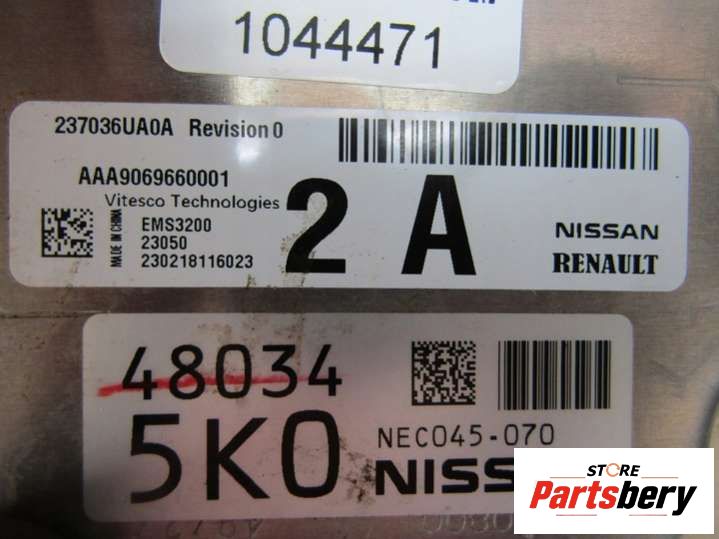 1044471
237036UA0A Revision 0
AAA9069660001
Vitesco Technologies
MADE IN CHINA
EMS3200
23050
230218116023
2 A
NISSAN
RENAULT
48034
5K0
NEC045-070
NISS
STORE
Partsbery